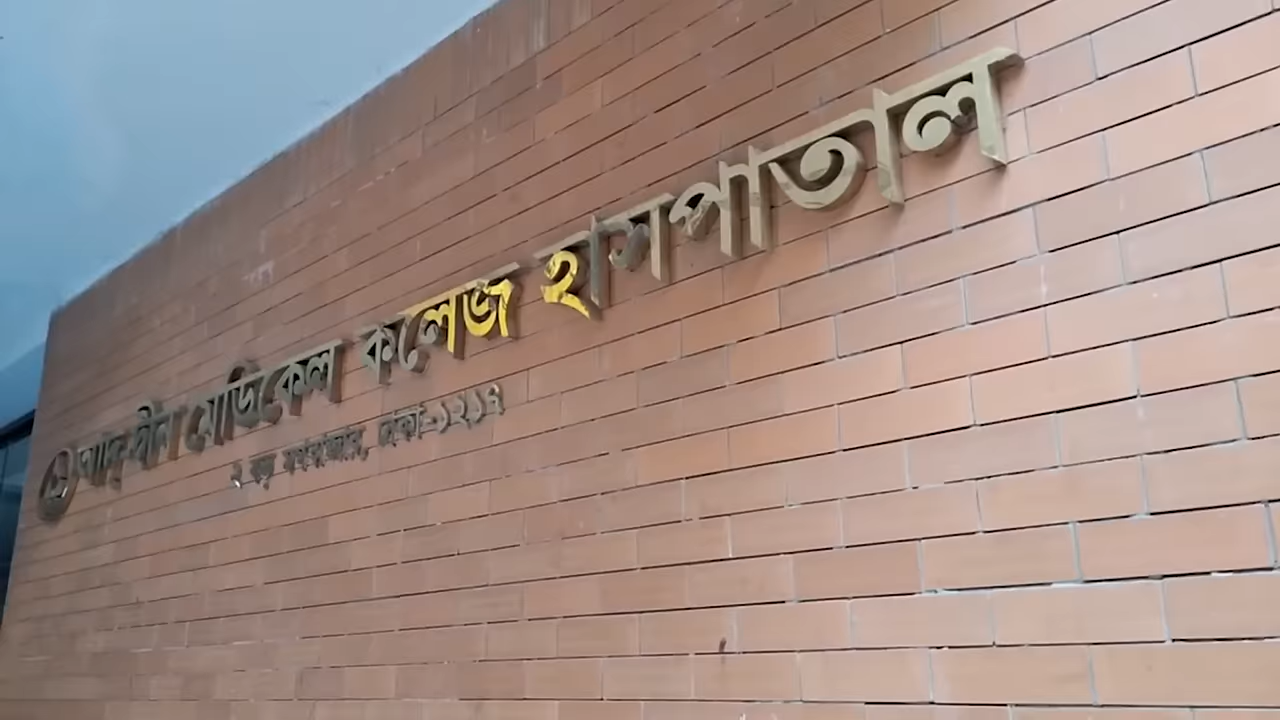 আদ্-দ্বীন মেডিকেল কলেজ হাসপাতাল
২ বড় মগবাজার, ঢাকা-১২১৭